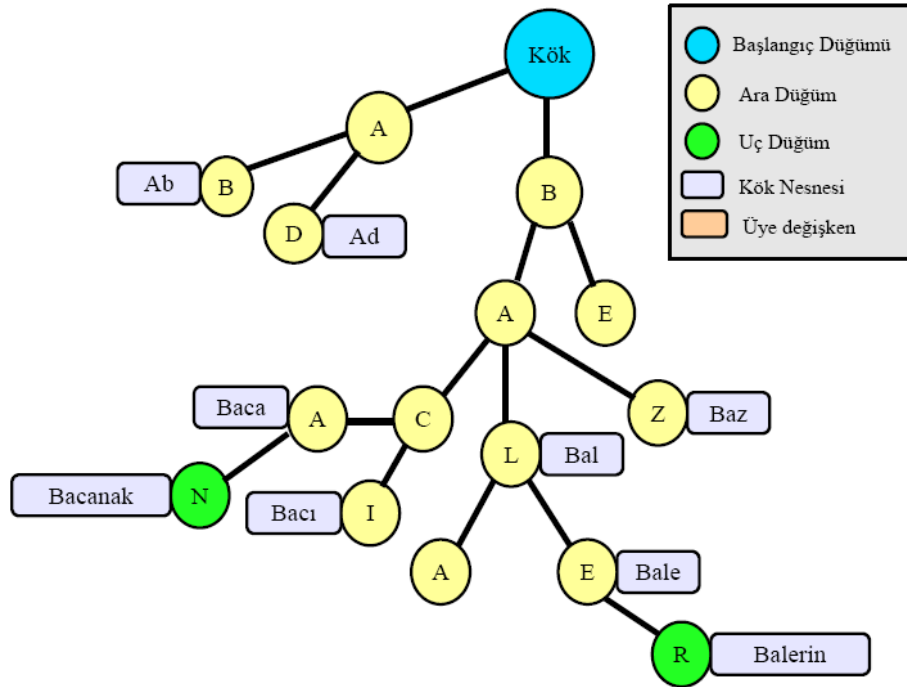 Kök
Başlangıç Düğümü
Ara Düğüm
Uç Düğüm
Kök Nesnesi
Üye değişken
A
Ab
B
D
Ad
B
A
E
Baca
A
C
Z
Baz
L
Bal
Bacanak
N
Bacı
I
A
E
Bale
R
Balerin